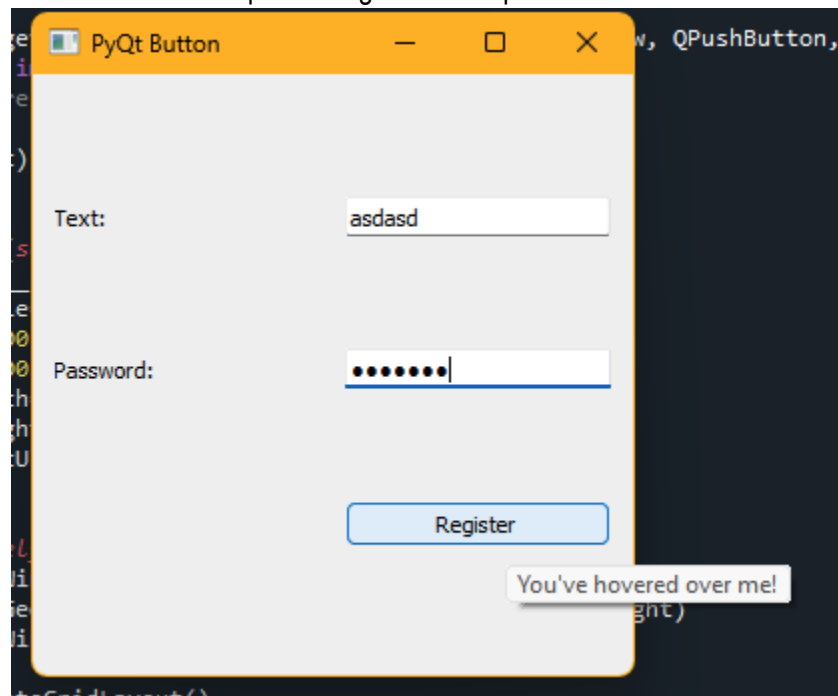 PyQt Button
w, QPushButton,
Text:
asdasd
Password:
Register
You've hovered over me!
ght)